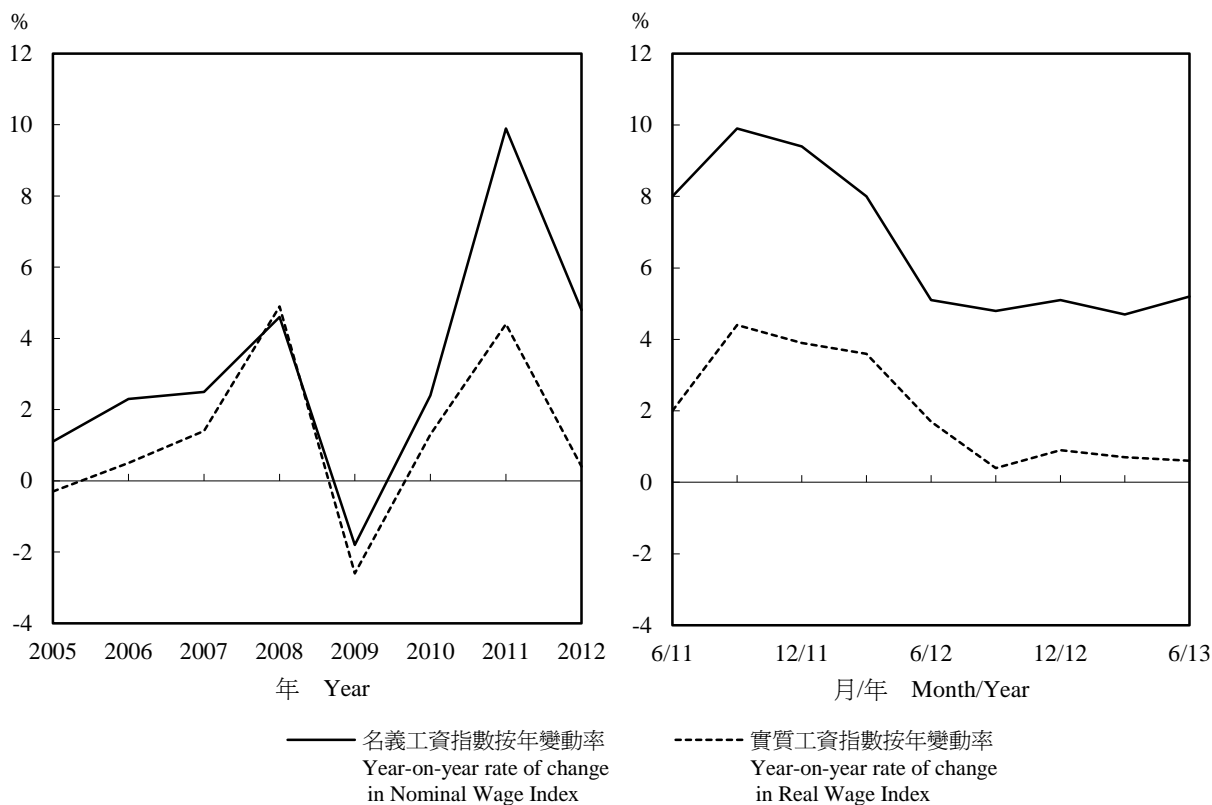 %
12
10
8
6
4
2
0
-2
-4
2005 2006 2007 2008 2009 2010 2011 2012
年 Year
%
12
10
8
6
4
2
0
-2
-4
6/11 12/11 6/12 12/12 6/13
月/年 Month/Year
名義工資指數按年變動率
Year-on-year rate of change
in Nominal Wage Index
實質工資指數按年變動率
Year-on-year rate of change
in Real Wage Index